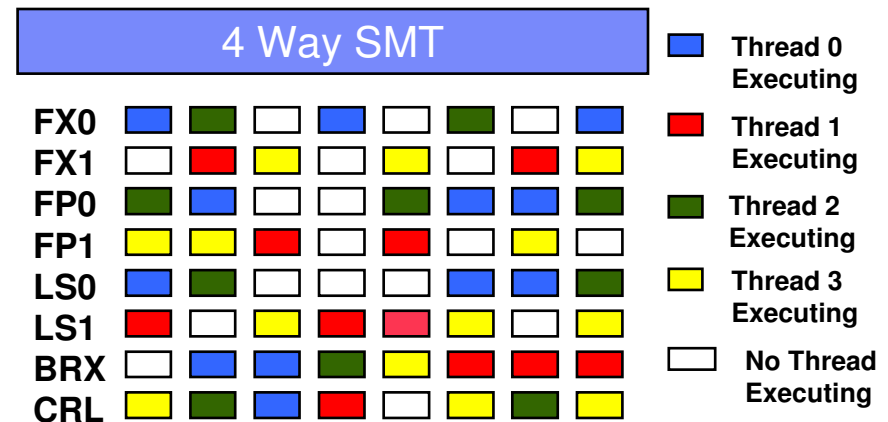 4 Way SMT
FX0
FX1
FP0
FP1
LS0
LS1
BRX
CRL
Thread 0
Executing
Thread 1
Executing
Thread 2
Executing
Thread 3
Executing
No Thread
Executing